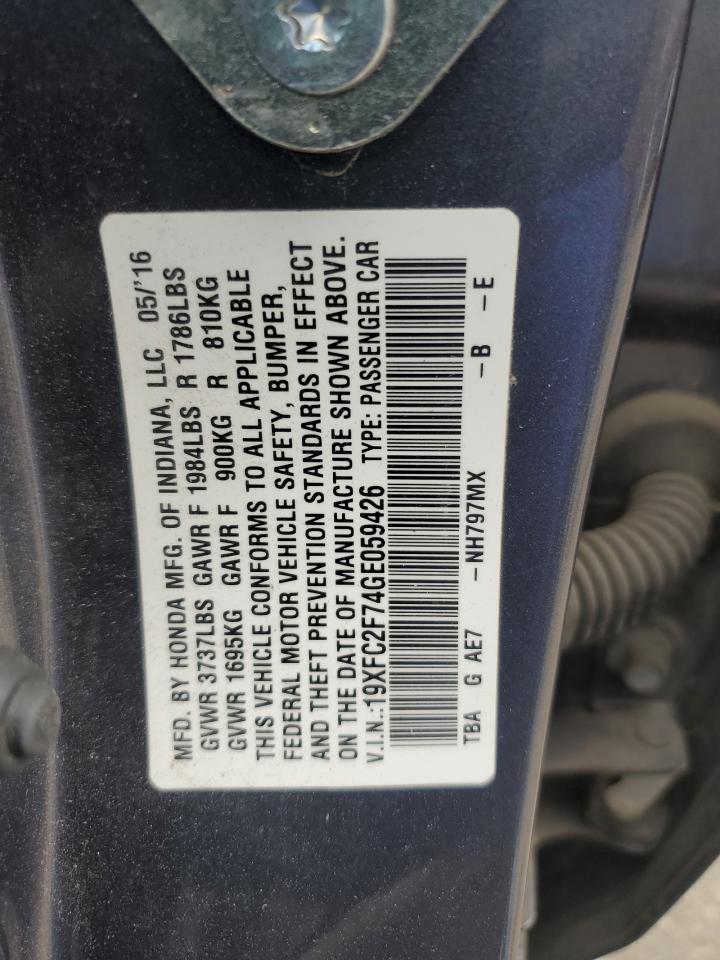 MFD. BY HONDA MFG. OF INDIANA, LLC 05/'16
GVWR 3737LBS GAWR F 1984LBS R 1786LBS
GVWR 1695KG GAWR F 900KG R 810KG
THIS VEHICLE CONFORMS TO ALL APPLICABLE
FEDERAL MOTOR VEHICLE SAFETY, BUMPER,
AND THEFT PREVENTION STANDARDS IN EFFECT
ON THE DATE OF MANUFACTURE SHOWN ABOVE.
V.I.N.:19XFC2F74GE059426 TYPE: PASSENGER CAR
TBA G AE7 -NH797MX -B -E